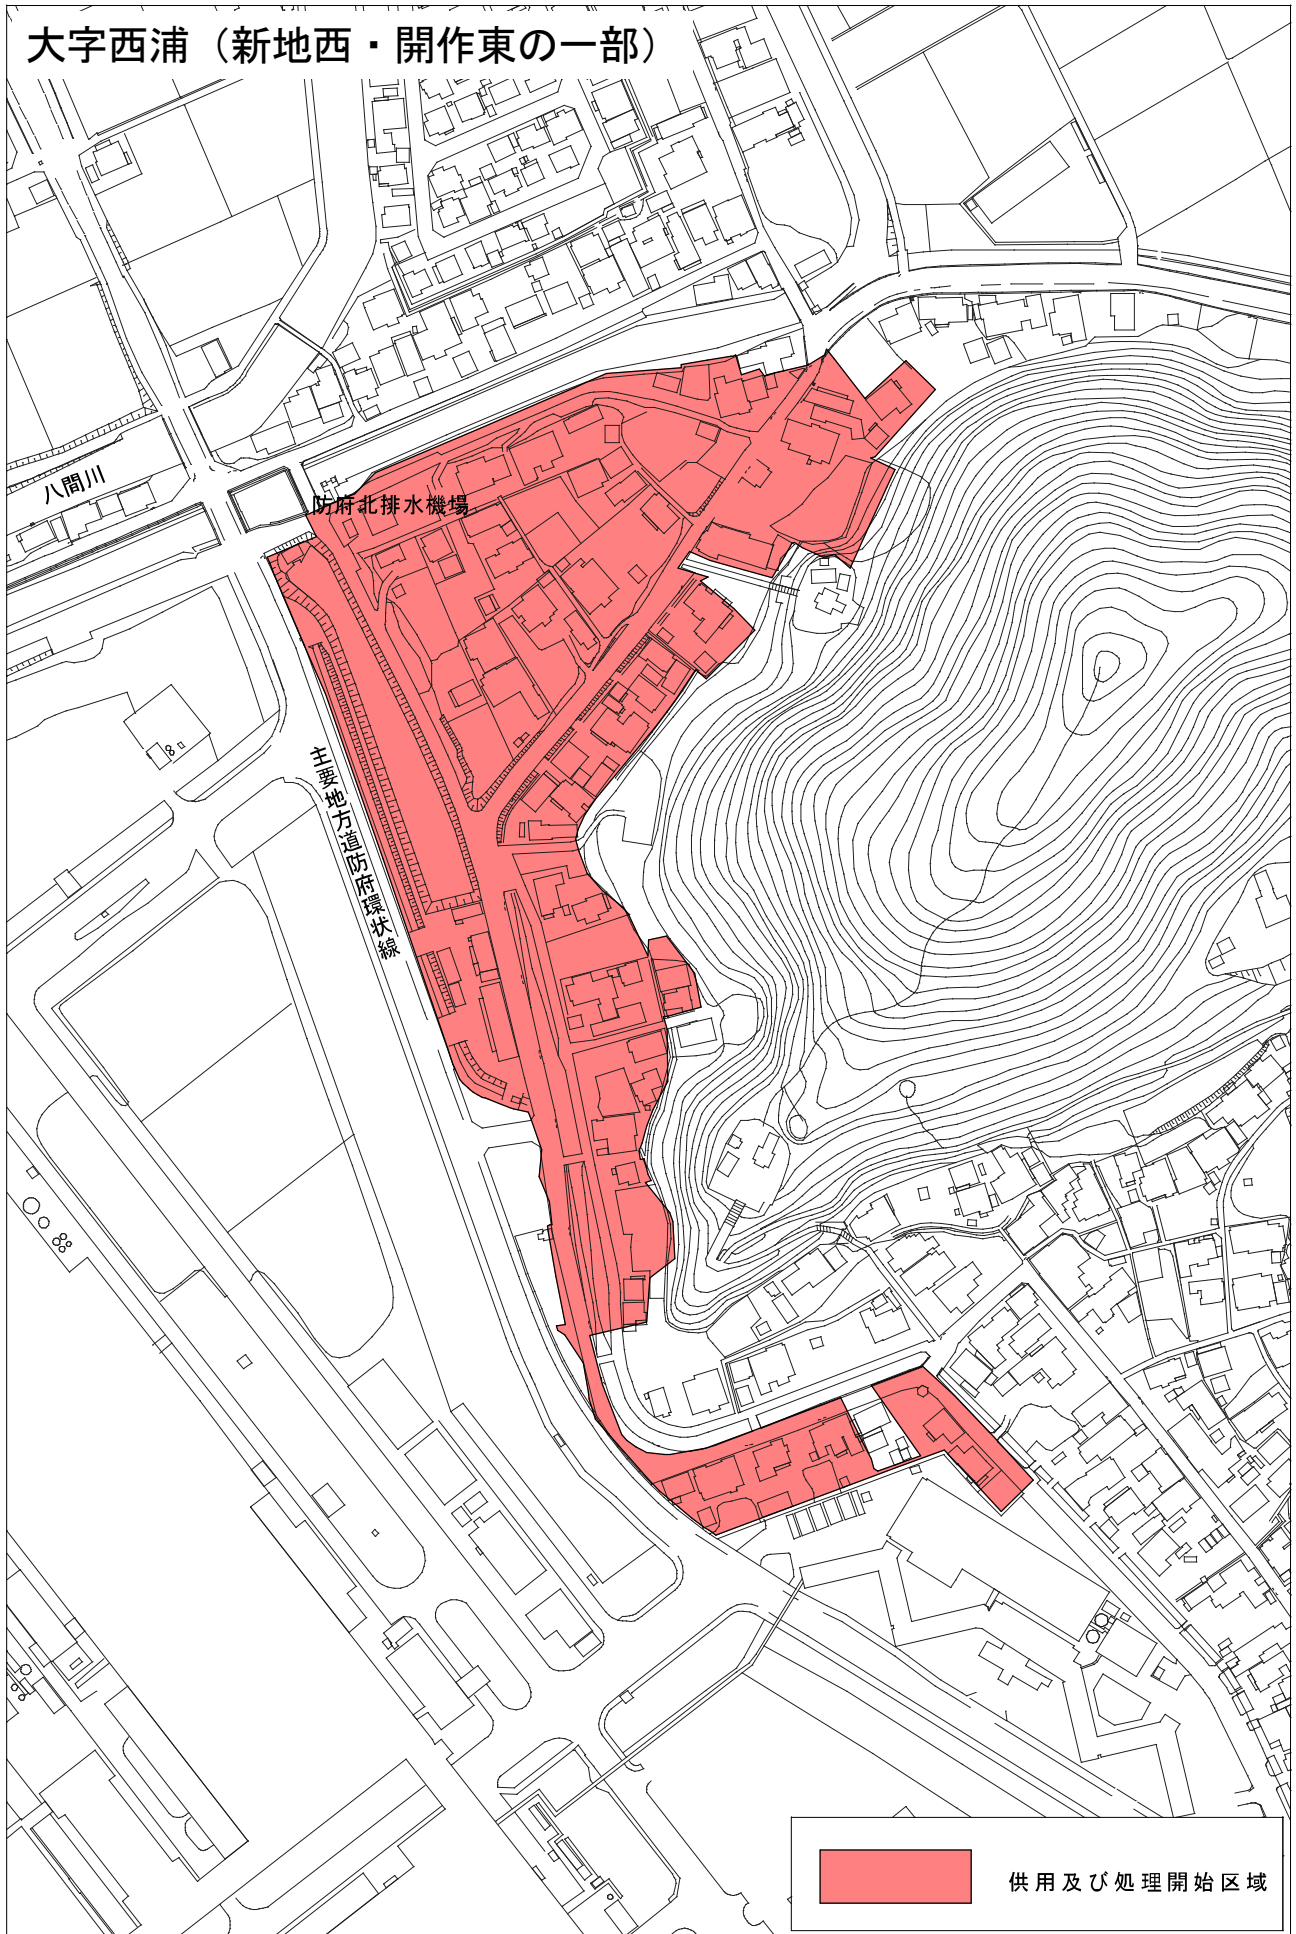 大字西浦（新地西・開作東の一部）
八間川
防府北排水機場
主要地方道防府環状線
供用及び処理開始区域